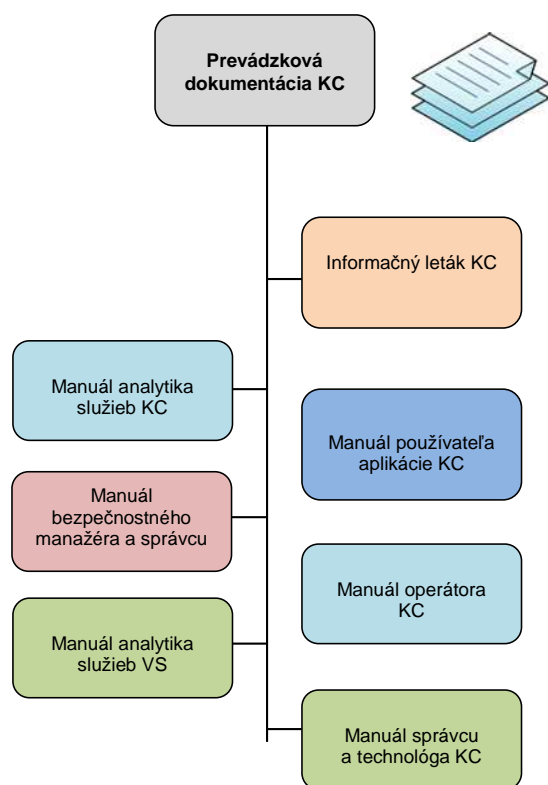 Prevádzková
dokumentácia KC
Informačný leták KC
Manuál analytika
služieb KC
Manuál používateľa
aplikácie KC
Manuál
bezpečnostného
manažéra a správcu
Manuál operátora
KC
Manuál analytika
služieb VS
Manuál správcu
a technológa KC